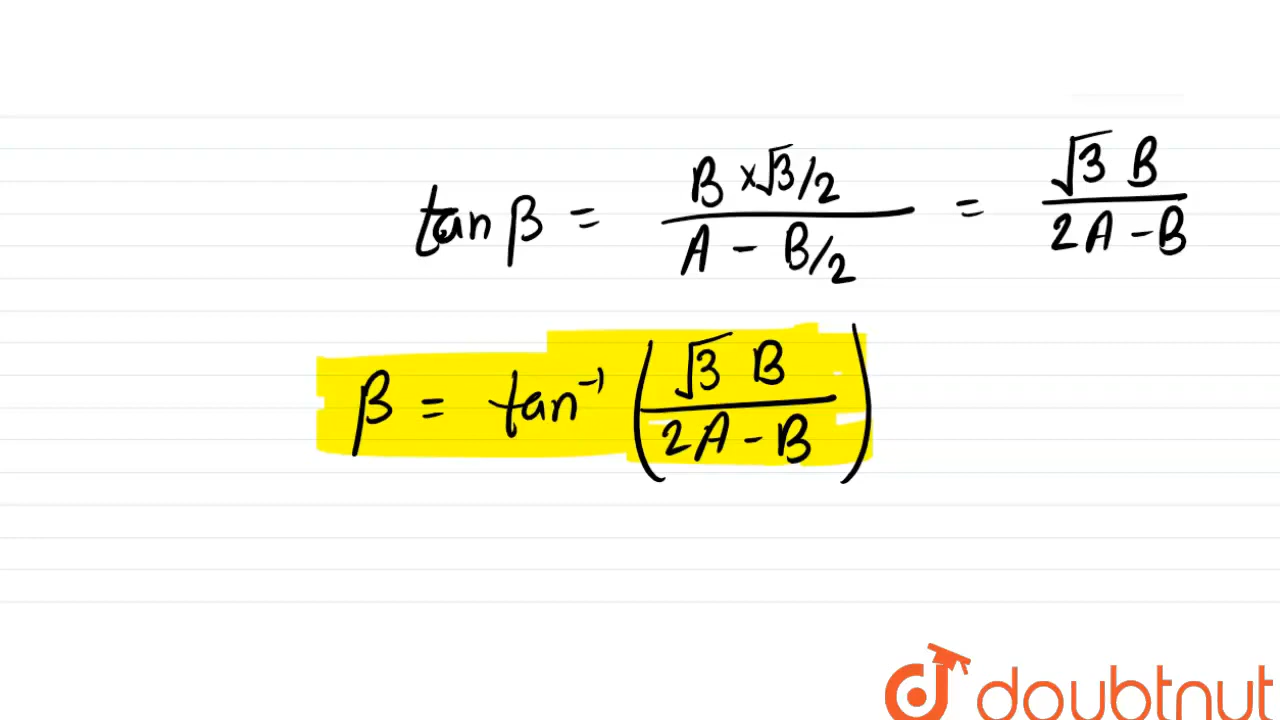 tan β = B×√3/2 / A - B/2 = √3 B / 2A - B
β = tan⁻¹ (√3 B / 2A - B)
doubtnut